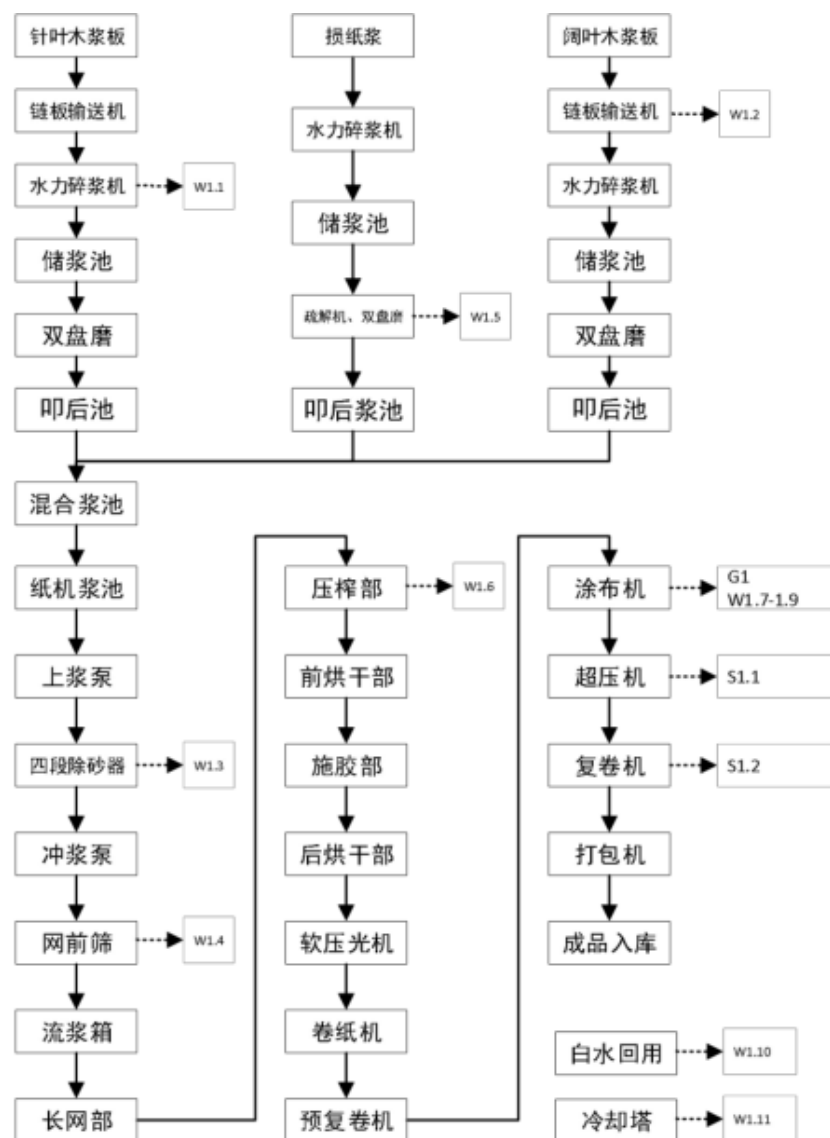 针叶木浆板
链板输送机
水力碎浆机
W1.1
储浆池
双盘磨
叩后池
损纸浆
水力碎浆机
储浆池
疏解机、双盘磨
W1.5
叩后浆池
阔叶木浆板
链板输送机
W1.2
水力碎浆机
储浆池
双盘磨
叩后池
混合浆池
纸机浆池
上浆泵
四段除砂器
W1.3
冲浆泵
网前筛
W1.4
流浆箱
长网部
压榨部
W1.6
前烘干部
施胶部
后烘干部
软压光机
卷纸机
预复卷机
涂布机
G1
W1.7-1.9
超压机
S1.1
复卷机
S1.2
打包机
成品入库
白水回用
W1.10
冷却塔
W1.11